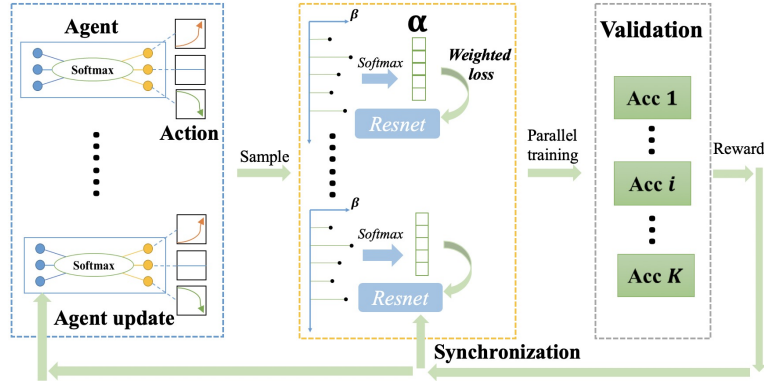 Agent
Softmax
Action
Softmax
Agent update
Sample
β
α
Softmax
Weighted
loss
Resnet
β
Softmax
Resnet
Synchronization
Parallel
training
Validation
Acc 1
Acc i
Acc K
Reward